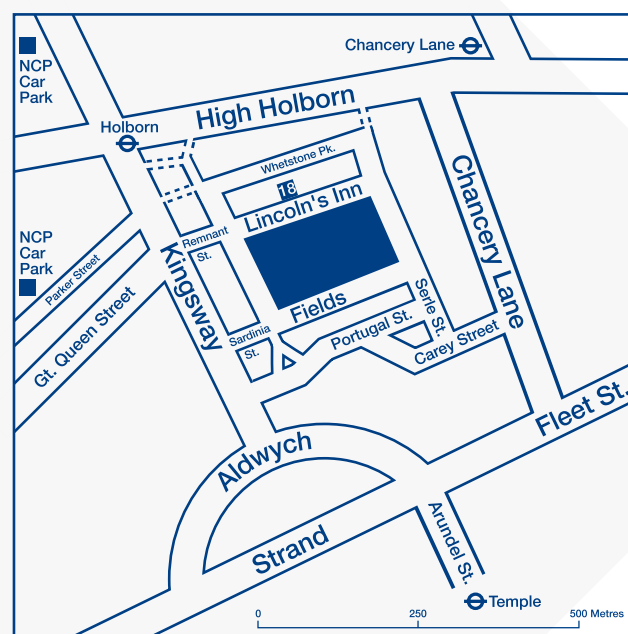 Chancery Lane
NCP
Car
Park
High Holborn
Holborn
Whetstone Pk.
18
Lincoln's Inn
Chancery Lane
Remnant
St.
NCP
Car
Park
Parker Street
Kingsway
Gt. Queen Street
Fields
Serle St.
Sardinia
St.
Portugal St.
Carey Street
Fleet St.
Aldwych
Strand
Arundel St.
Temple
0 250 500 Metres